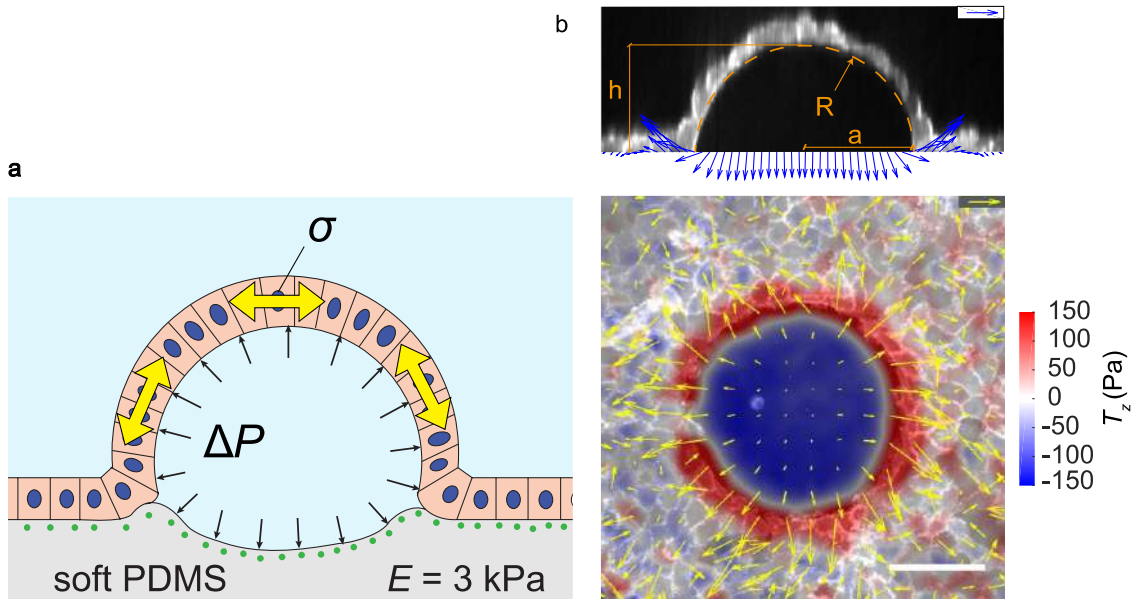 a
σ
ΔP
soft PDMS
E = 3 kPa
b
h
R
a
150
100
50
0
-50
-100
-150
T_z (Pa)